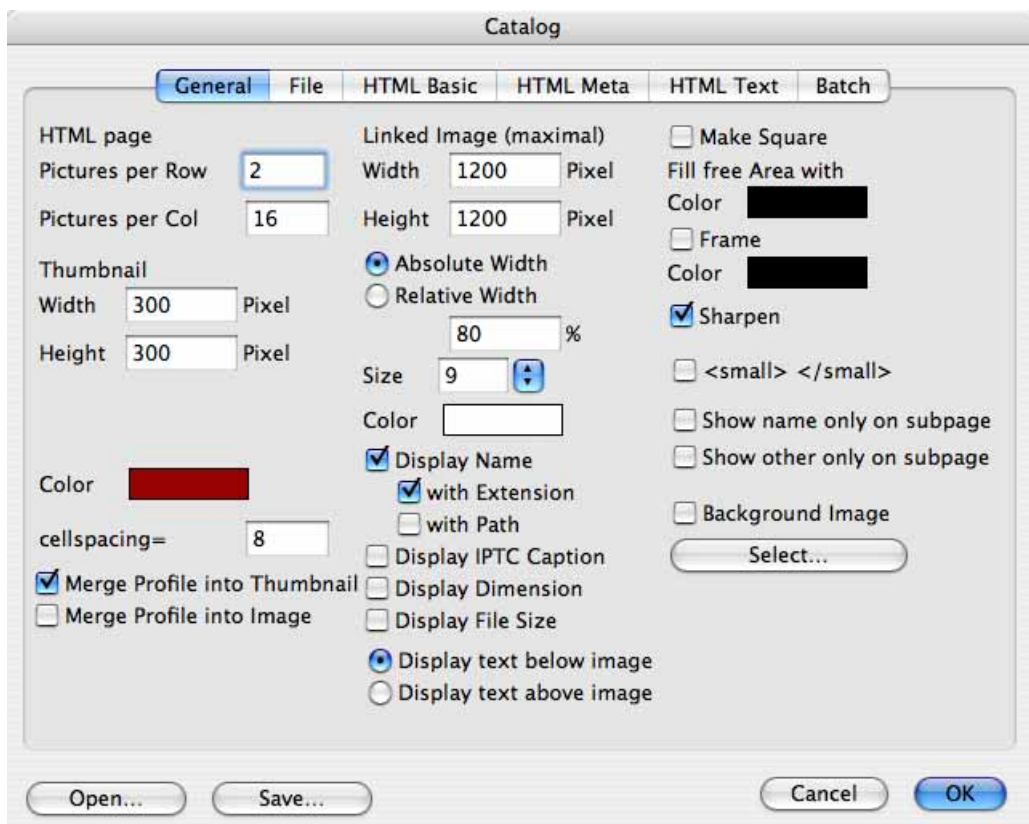 Catalog
General File HTML Basic HTML Meta HTML Text Batch
HTML page
Pictures per Row 2
Pictures per Col 16
Thumbnail
Width 300 Pixel
Height 300 Pixel
Color
cellspacing= 8
Merge Profile into Thumbnail
Merge Profile into Image
Linked Image (maximal)
Width 1200 Pixel
Height 1200 Pixel
Absolute Width
Relative Width
80 %
Size 9
Color
Display Name
with Extension
with Path
Display IPTC Caption
Display Dimension
Display File Size
Display text below image
Display text above image
Make Square
Fill free Area with
Color
Frame
Color
Sharpen
<small> </small>
Show name only on subpage
Show other only on subpage
Background Image
Select...
Open... Save... Cancel OK